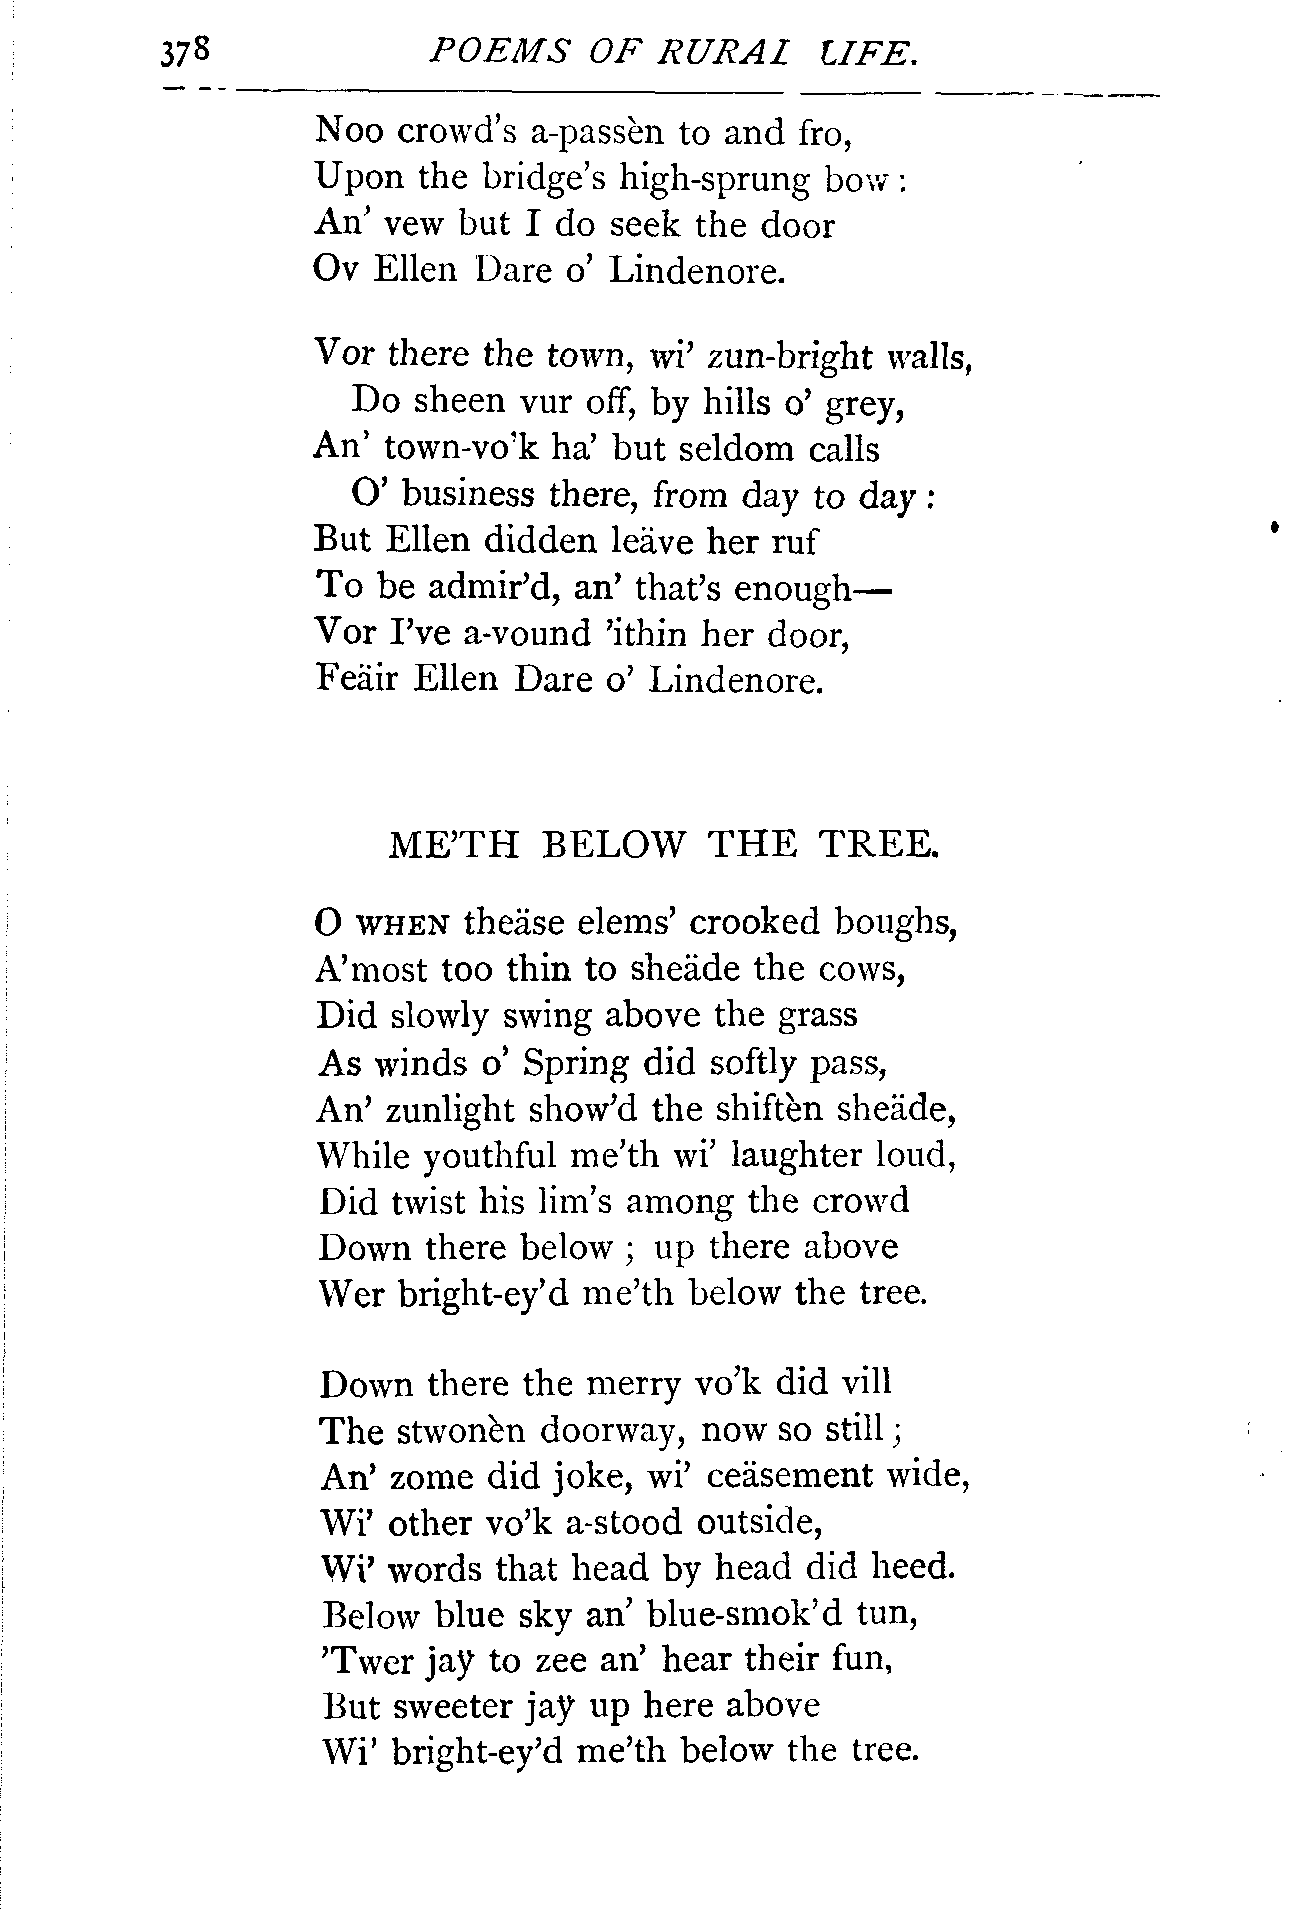 378 POEMS OF RURAL LIFE.
Noo crowd's a-passèn to and fro,
Upon the bridge's high-sprung bow :
An' vew but I do seek the door
Ov Ellen Dare o' Lindenore.
Vor there the town, wi' zun-bright walls,
Do sheen vur off, by hills o' grey,
An' town-vo'k ha' but seldom calls
O' business there, from day to day :
But Ellen didden leäve her ruf
To be admir'd, an' that's enough—
Vor I've a-vound 'ithin her door,
Feäir Ellen Dare o' Lindenore.
ME'TH BELOW THE TREE.
O WHEN theäse elems' crooked boughs,
A'most too thin to sheäde the cows,
Did slowly swing above the grass
As winds o' Spring did softly pass,
An' zunlight show'd the shiftèn sheäde,
While youthful me'th wi' laughter loud,
Did twist his lim's among the crowd
Down there below ; up there above
Wer bright-ey'd me'th below the tree.
Down there the merry vo'k did vill
The stwonèn doorway, now so still ;
An' zome did joke, wi' ceäsement wide,
Wi' other vo'k a-stood outside,
Wi' words that head by head did heed.
Below blue sky an' blue-smok'd tun,
'Twer jaÿ to zee an' hear their fun,
But sweeter jaÿ up here above
Wi' bright-ey'd me'th below the tree.